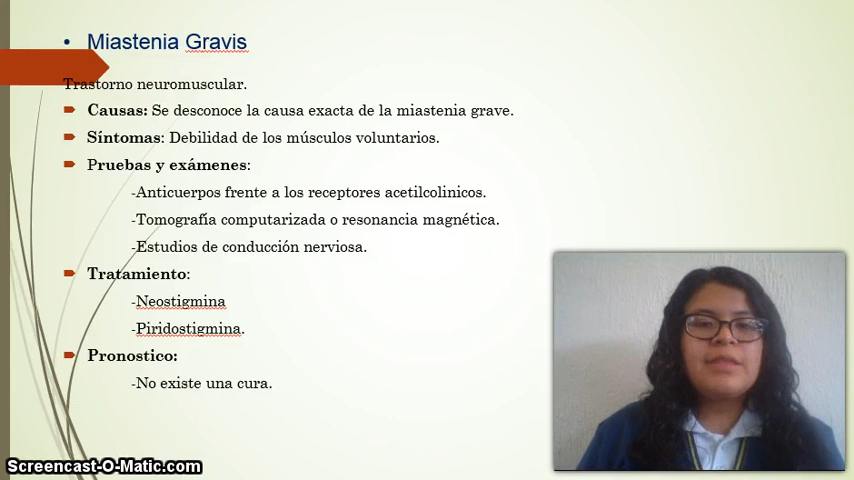 • Miastenia Gravis
Trastorno neuromuscular.
Causas: Se desconoce la causa exacta de la miastenia grave.
Síntomas: Debilidad de los músculos voluntarios.
Pruebas y exámenes:
-Anticuerpos frente a los receptores acetilcolinicos.
-Tomografía computarizada o resonancia magnética.
-Estudios de conducción nerviosa.
Tratamiento:
-Neostigmina
-Piridostigmina.
Pronostico:
-No existe una cura.
Screencast-O-Matic.com